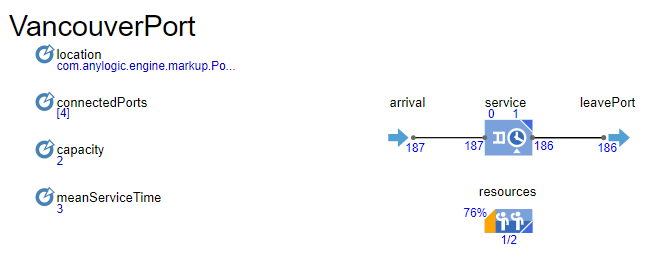 VancouverPort
location
com.anylogic.engine.markup.Po...
connectedPorts
[4]
capacity
2
meanServiceTime
3
arrival
service
leavePort
0 1
187
187
186
186
resources
76%
1/2